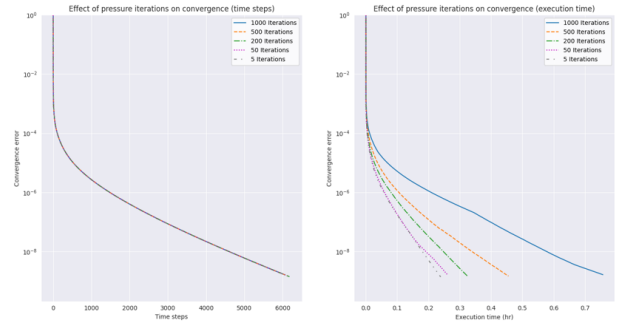 Effect of pressure iterations on convergence (time steps)
10⁰
10⁻²
10⁻⁴
10⁻⁶
10⁻⁸
Convergence error
1000 Iterations
500 Iterations
200 Iterations
50 Iterations
5 Iterations
0 1000 2000 3000 4000 5000 6000
Time steps
Effect of pressure iterations on convergence (execution time)
10⁰
10⁻²
10⁻⁴
10⁻⁶
10⁻⁸
Convergence error
1000 Iterations
500 Iterations
200 Iterations
50 Iterations
5 Iterations
0.0 0.1 0.2 0.3 0.4 0.5 0.6 0.7
Execution time (hr)